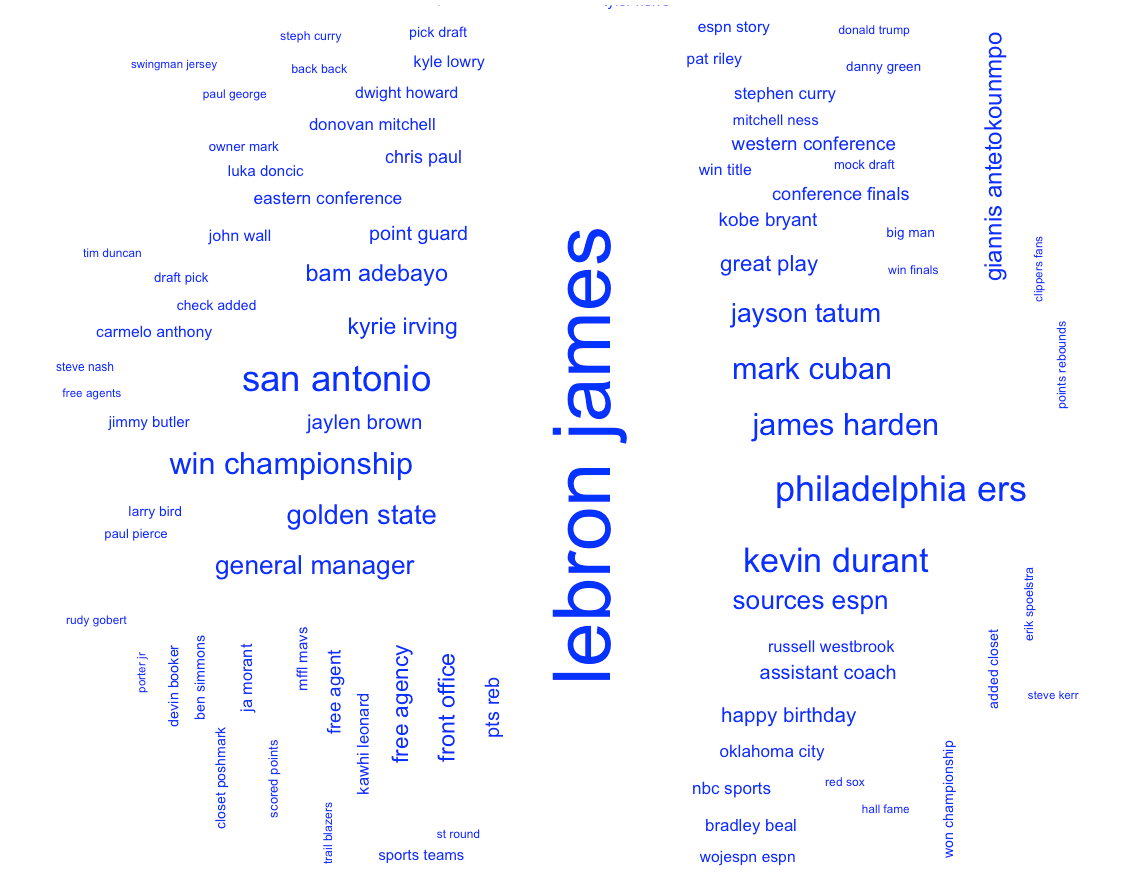 steph curry
pick draft
swingman jersey
back back
kyle lowry
paul george
dwight howard
donovan mitchell
owner mark
chris paul
luka doncic
eastern conference
john wall
point guard
tim duncan
draft pick
bam adebayo
check added
carmelo anthony
kyrie irving
steve nash
san antonio
free agents
jimmy butler
jaylen brown
win championship
larry bird
golden state
paul pierce
general manager
rudy gobert
porter jr
devin booker
ben simmons
closet poshmark
ja morant
scored points
mffl mavs
trail blazers
free agent
kawhi leonard
free agency
front office
pts reb
st round
sports teams
lebron james
espn story
donald trump
pat riley
danny green
stephen curry
mitchell ness
western conference
mock draft
win title
conference finals
kobe bryant
big man
great play
win finals
giannis antetokounmpo
clippers fans
points rebounds
jayson tatum
mark cuban
james harden
philadelphia ers
kevin durant
sources espn
russell westbrook
assistant coach
erik spoelstra
added closet
steve kerr
happy birthday
oklahoma city
nbc sports
red sox
hall fame
won championship
bradley beal
wojespn espn